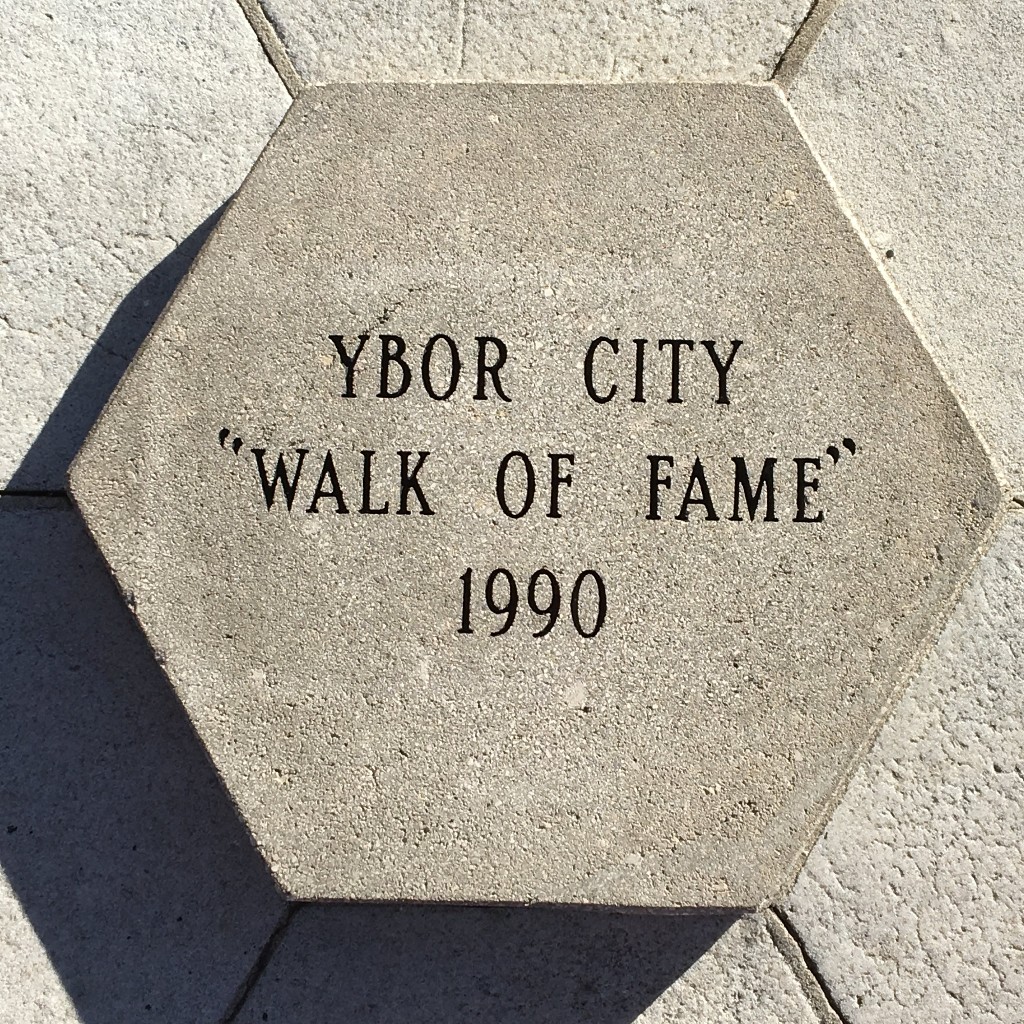 YBOR CITY
“WALK OF FAME”
1990